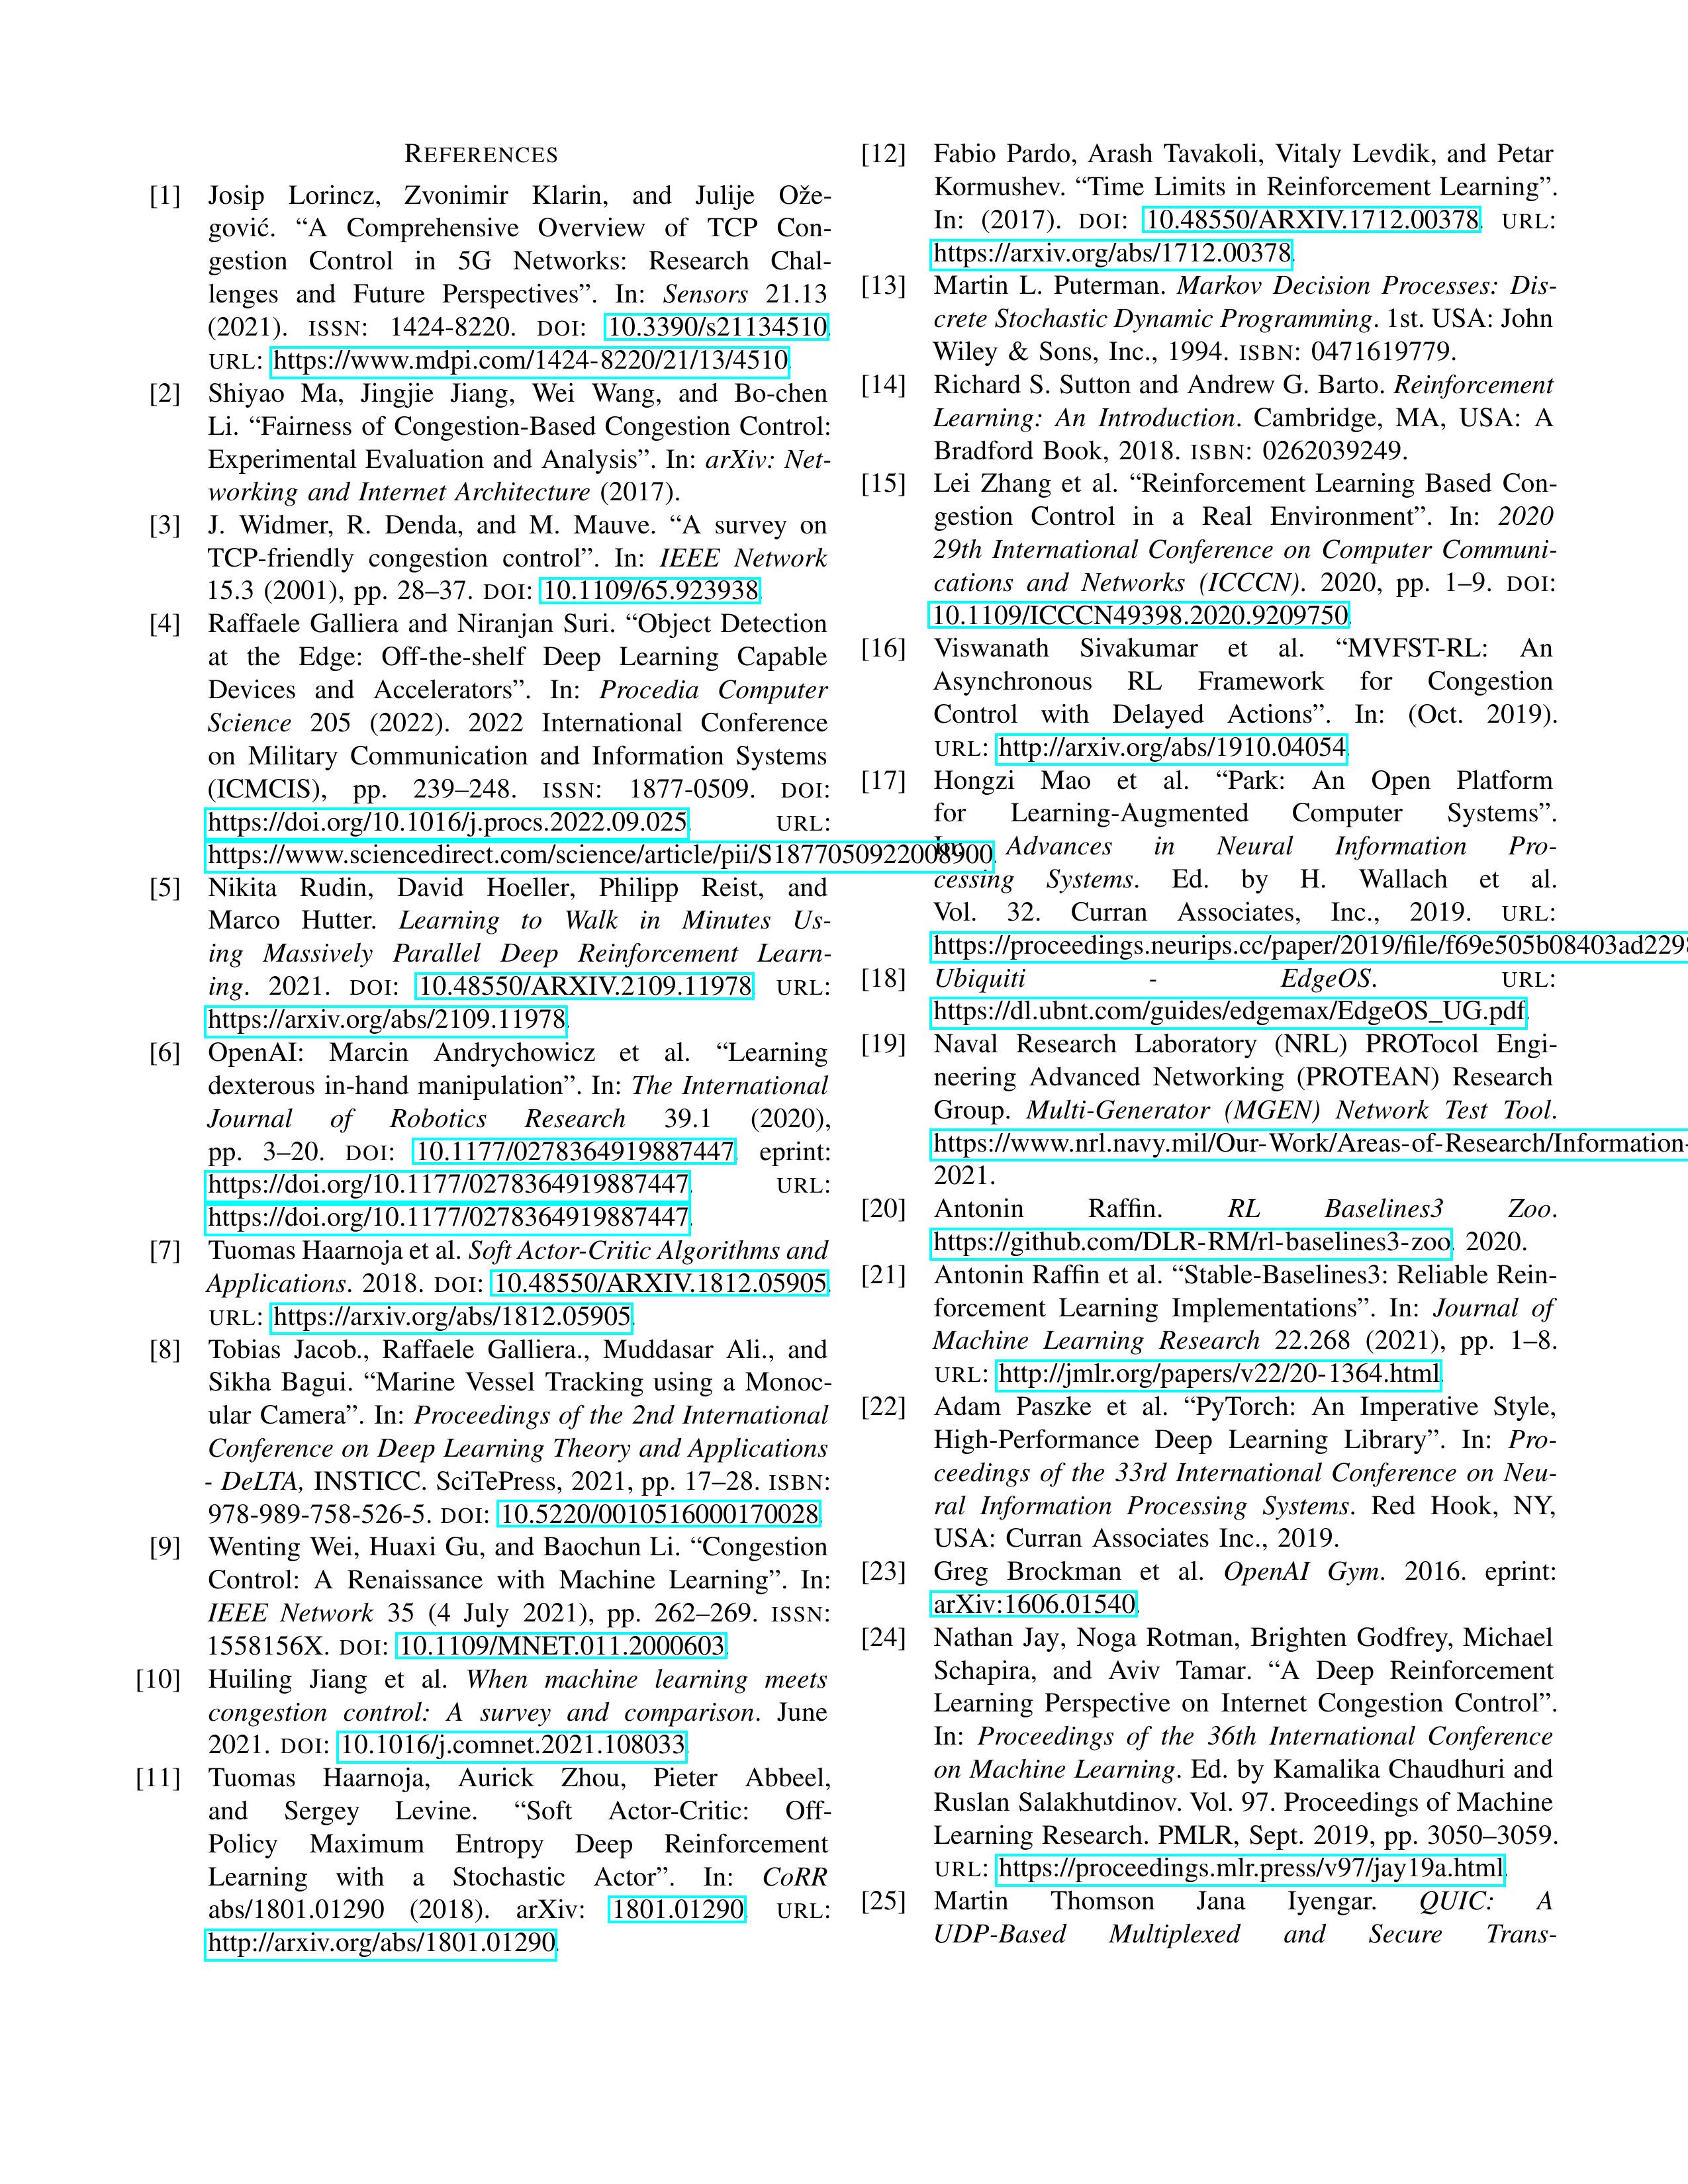 REFERENCES
[1] Josip Lorincz, Zvonimir Klarin, and Julije Ože-
gović. “A Comprehensive Overview of TCP Con-
gestion Control in 5G Networks: Research Chal-
lenges and Future Perspectives”. In: Sensors 21.13
(2021). ISSN: 1424-8220. DOI: 10.3390/s21134510.
URL: https://www.mdpi.com/1424-8220/21/13/4510.
[2] Shiyao Ma, Jingjie Jiang, Wei Wang, and Bo-chen
Li. “Fairness of Congestion-Based Congestion Control:
Experimental Evaluation and Analysis”. In: arXiv: Net-
working and Internet Architecture (2017).
[3] J. Widmer, R. Denda, and M. Mauve. “A survey on
TCP-friendly congestion control”. In: IEEE Network
15.3 (2001), pp. 28–37. DOI: 10.1109/65.923938.
[4] Raffaele Galliera and Niranjan Suri. “Object Detection
at the Edge: Off-the-shelf Deep Learning Capable
Devices and Accelerators”. In: Procedia Computer
Science 205 (2022). 2022 International Conference
on Military Communication and Information Systems
(ICMCIS), pp. 239–248. ISSN: 1877-0509. DOI:
https://doi.org/10.1016/j.procs.2022.09.025. URL:
https://www.sciencedirect.com/science/article/pii/S1877050922008900.
[5] Nikita Rudin, David Hoeller, Philipp Reist, and
Marco Hutter. Learning to Walk in Minutes Us-
ing Massively Parallel Deep Reinforcement Learn-
ing. 2021. DOI: 10.48550/ARXIV.2109.11978. URL:
https://arxiv.org/abs/2109.11978.
[6] OpenAI: Marcin Andrychowicz et al. “Learning
dexterous in-hand manipulation”. In: The International
Journal of Robotics Research 39.1 (2020),
pp. 3–20. DOI: 10.1177/0278364919887447. eprint:
https://doi.org/10.1177/0278364919887447. URL:
https://doi.org/10.1177/0278364919887447.
[7] Tuomas Haarnoja et al. Soft Actor-Critic Algorithms and
Applications. 2018. DOI: 10.48550/ARXIV.1812.05905.
URL: https://arxiv.org/abs/1812.05905.
[8] Tobias Jacob., Raffaele Galliera., Muddasar Ali., and
Sikha Bagui. “Marine Vessel Tracking using a Monoc-
ular Camera”. In: Proceedings of the 2nd International
Conference on Deep Learning Theory and Applications
- DeLTA, INSTICC. SciTePress, 2021, pp. 17–28. ISBN:
978-989-758-526-5. DOI: 10.5220/0010516000170028.
[9] Wenting Wei, Huaxi Gu, and Baochun Li. “Congestion
Control: A Renaissance with Machine Learning”. In:
IEEE Network 35 (4 July 2021), pp. 262–269. ISSN:
1558156X. DOI: 10.1109/MNET.011.2000603.
[10] Huiling Jiang et al. When machine learning meets
congestion control: A survey and comparison. June
2021. DOI: 10.1016/j.comnet.2021.108033.
[11] Tuomas Haarnoja, Aurick Zhou, Pieter Abbeel,
and Sergey Levine. “Soft Actor-Critic: Off-
Policy Maximum Entropy Deep Reinforcement
Learning with a Stochastic Actor”. In: CoRR
abs/1801.01290 (2018). arXiv: 1801.01290. URL:
http://arxiv.org/abs/1801.01290.
[12] Fabio Pardo, Arash Tavakoli, Vitaly Levdik, and Petar
Kormushev. “Time Limits in Reinforcement Learning”.
In: (2017). DOI: 10.48550/ARXIV.1712.00378. URL:
https://arxiv.org/abs/1712.00378.
[13] Martin L. Puterman. Markov Decision Processes: Dis-
crete Stochastic Dynamic Programming. 1st. USA: John
Wiley & Sons, Inc., 1994. ISBN: 0471619779.
[14] Richard S. Sutton and Andrew G. Barto. Reinforcement
Learning: An Introduction. Cambridge, MA, USA: A
Bradford Book, 2018. ISBN: 0262039249.
[15] Lei Zhang et al. “Reinforcement Learning Based Con-
gestion Control in a Real Environment”. In: 2020
29th International Conference on Computer Communi-
cations and Networks (ICCCN). 2020, pp. 1–9. DOI:
10.1109/ICCCN49398.2020.9209750.
[16] Viswanath Sivakumar et al. “MVFST-RL: An
Asynchronous RL Framework for Congestion
Control with Delayed Actions”. In: (Oct. 2019).
URL: http://arxiv.org/abs/1910.04054.
[17] Hongzi Mao et al. “Park: An Open Platform
for Learning-Augmented Computer Systems”.
In: Advances in Neural Information Pro-
cessing Systems. Ed. by H. Wallach et al.
Vol. 32. Curran Associates, Inc., 2019. URL:
https://proceedings.neurips.cc/paper/2019/file/f69e505b08403ad2298
[18] Ubiquiti - EdgeOS. URL:
https://dl.ubnt.com/guides/edgemax/EdgeOS_UG.pdf.
[19] Naval Research Laboratory (NRL) PROTocol Engi-
neering Advanced Networking (PROTEAN) Research
Group. Multi-Generator (MGEN) Network Test Tool.
https://www.nrl.navy.mil/Our-Work/Areas-of-Research/Information-
2021.
[20] Antonin Raffin. RL Baselines3 Zoo.
https://github.com/DLR-RM/rl-baselines3-zoo. 2020.
[21] Antonin Raffin et al. “Stable-Baselines3: Reliable Rein-
forcement Learning Implementations”. In: Journal of
Machine Learning Research 22.268 (2021), pp. 1–8.
URL: http://jmlr.org/papers/v22/20-1364.html.
[22] Adam Paszke et al. “PyTorch: An Imperative Style,
High-Performance Deep Learning Library”. In: Pro-
ceedings of the 33rd International Conference on Neu-
ral Information Processing Systems. Red Hook, NY,
USA: Curran Associates Inc., 2019.
[23] Greg Brockman et al. OpenAI Gym. 2016. eprint:
arXiv:1606.01540.
[24] Nathan Jay, Noga Rotman, Brighten Godfrey, Michael
Schapira, and Aviv Tamar. “A Deep Reinforcement
Learning Perspective on Internet Congestion Control”.
In: Proceedings of the 36th International Conference
on Machine Learning. Ed. by Kamalika Chaudhuri and
Ruslan Salakhutdinov. Vol. 97. Proceedings of Machine
Learning Research. PMLR, Sept. 2019, pp. 3050–3059.
URL: https://proceedings.mlr.press/v97/jay19a.html.
[25] Martin Thomson Jana Iyengar. QUIC: A
UDP-Based Multiplexed and Secure Trans-